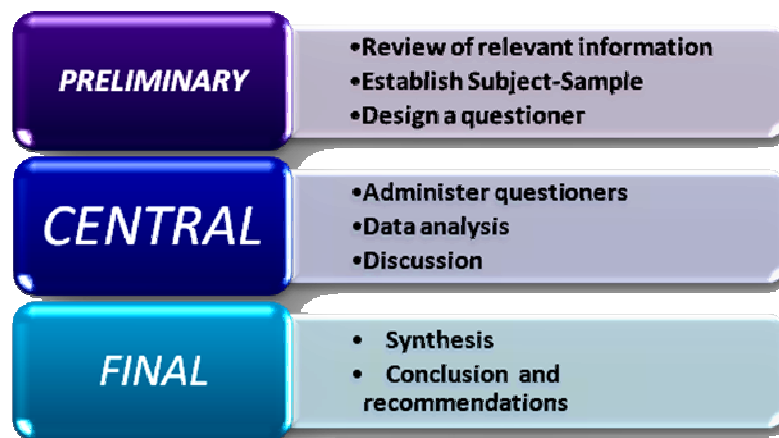 PRELIMINARY
•Review of relevant information
•Establish Subject-Sample
•Design a questioner
CENTRAL
•Administer questioners
•Data analysis
•Discussion
FINAL
• Synthesis
• Conclusion and
recommendations